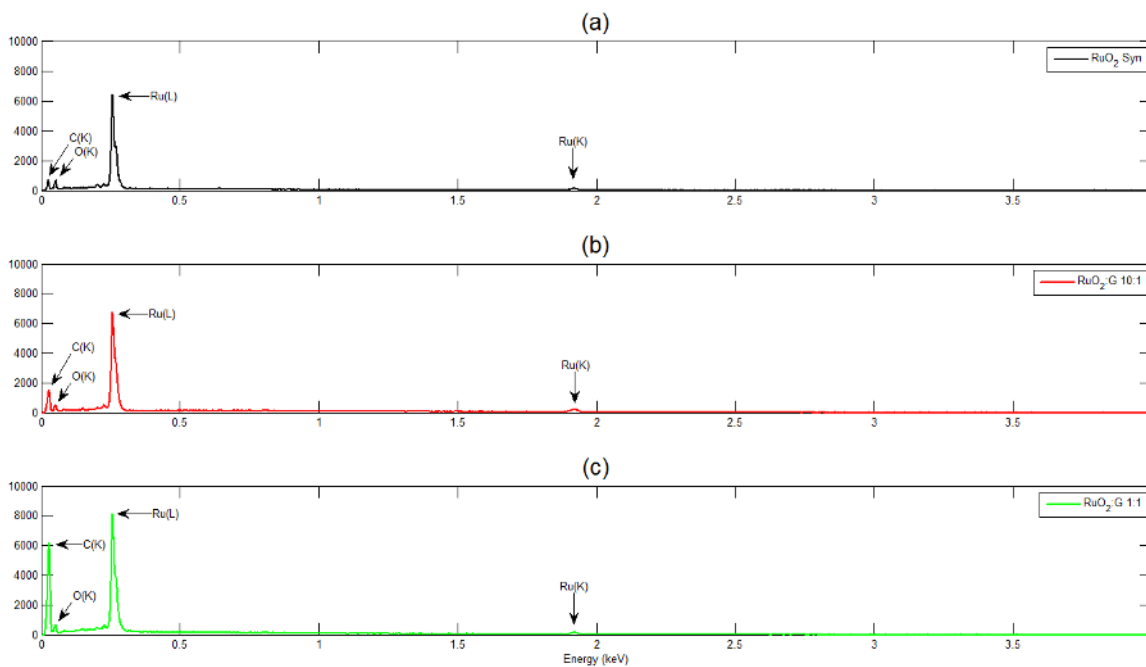 (a)
10000
8000
6000
4000
2000
0
Ru(L)
C(K)
O(K)
Ru(K)
RuO₂ Syn
0 0.5 1 1.5 2 2.5 3 3.5
(b)
10000
8000
6000
4000
2000
0
Ru(L)
C(K)
O(K)
Ru(K)
RuO₂:G 10:1
0 0.5 1 1.5 2 2.5 3 3.5
(c)
10000
8000
6000
4000
2000
0
Ru(L)
C(K)
O(K)
Ru(K)
RuO₂:G 1:1
0 0.5 1 1.5 2 2.5 3 3.5
Energy (keV)